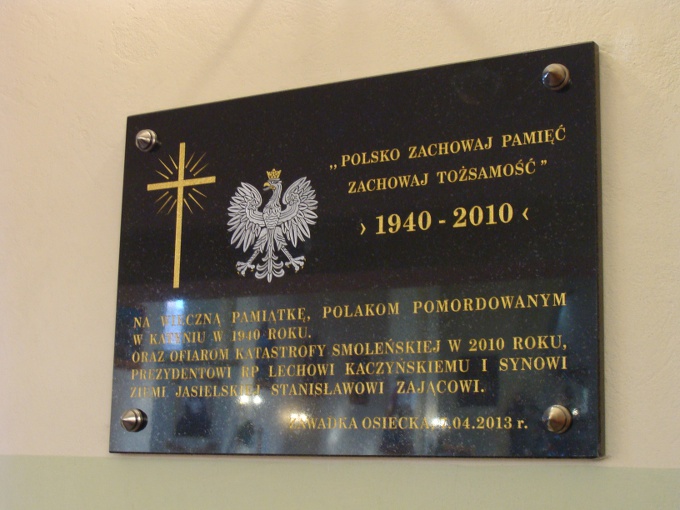 „POLSKO ZACHOWAJ PAMIĘĆ
ZACHOWAJ TOŻSAMOŚĆ”
› 1940 - 2010 ‹
NA WIECZNĄ PAMIĄTKĘ, POLAKOM POMORDOWANYM
W KATYNIU W 1940 ROKU.
ORAZ OFIAROM KATASTROFY SMOLEŃSKIEJ W 2010 ROKU,
PREZYDENTOWI RP LECHOWI KACZYŃSKIEMU I SYNOWI
ZIEMI JASIELSKIEJ STANISŁAWOWI ZAJĄCOWI.
ZAWADKA OSIECKA, .04.2013 r.